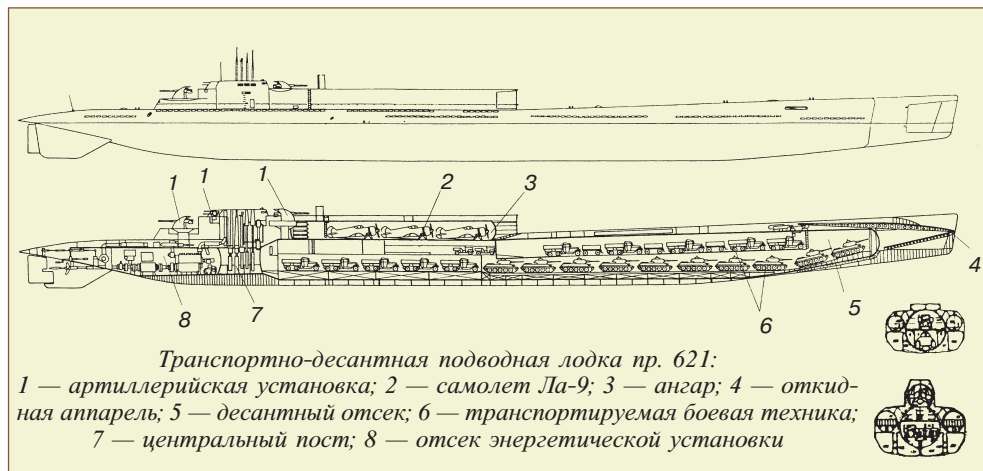 1
1
1
2
3
4
5
6
7
8
Транспортно-десантная подводная лодка пр. 621:
1 — артиллерийская установка; 2 — самолет Ла-9; 3 — ангар; 4 — откид-
ная аппарель; 5 — десантный отсек; 6 — транспортируемая боевая техника;
7 — центральный пост; 8 — отсек энергетической установки